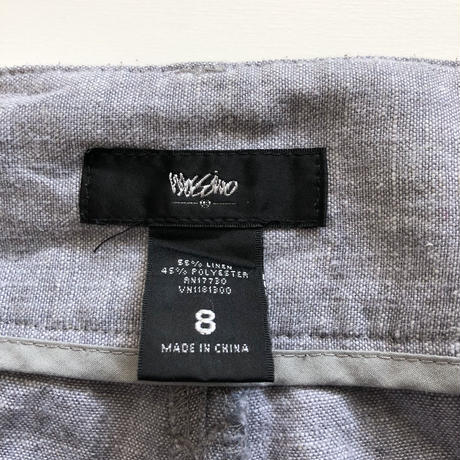 mossimo
55% LINEN
45% POLYESTER
RN17730
VN1181300
8
MADE IN CHINA